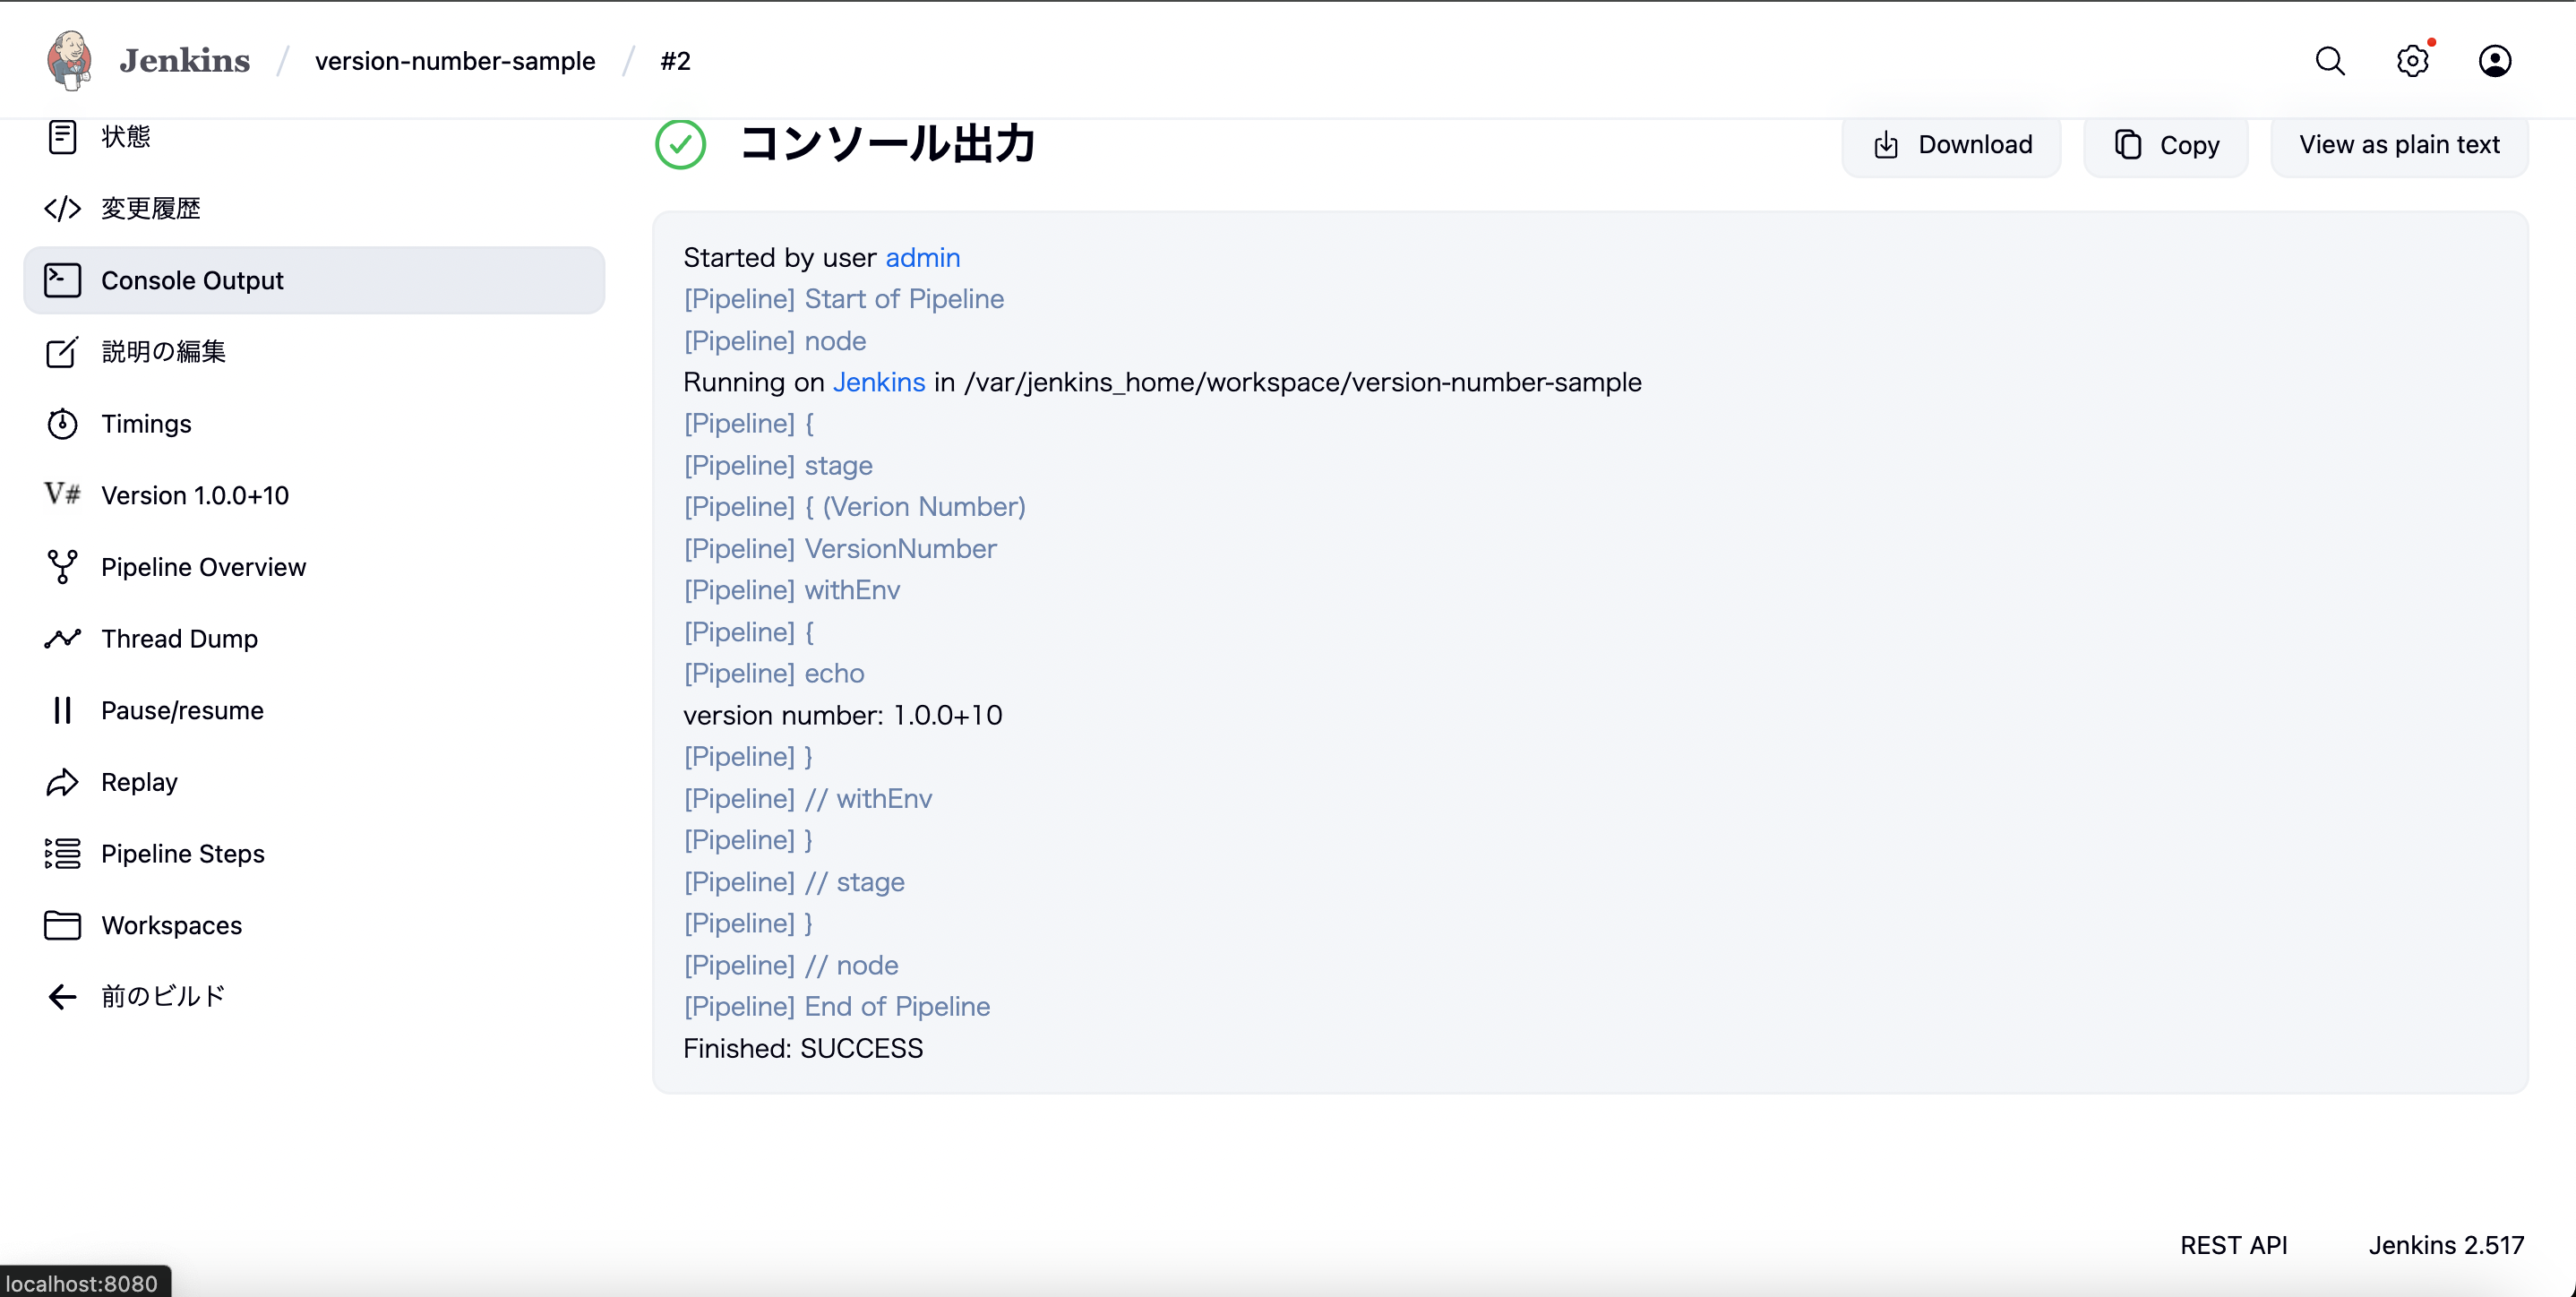 Jenkins / version-number-sample / #2
状態
変更履歴
Console Output
説明の編集
Timings
V# Version 1.0.0+10
Pipeline Overview
Thread Dump
Pause/resume
Replay
Pipeline Steps
Workspaces
前のビルド
コンソール出力
Download
Copy
View as plain text
Started by user admin
[Pipeline] Start of Pipeline
[Pipeline] node
Running on Jenkins in /var/jenkins_home/workspace/version-number-sample
[Pipeline] {
[Pipeline] stage
[Pipeline] { (Verion Number)
[Pipeline] VersionNumber
[Pipeline] withEnv
[Pipeline] {
[Pipeline] echo
version number: 1.0.0+10
[Pipeline] }
[Pipeline] // withEnv
[Pipeline] }
[Pipeline] // stage
[Pipeline] }
[Pipeline] // node
[Pipeline] End of Pipeline
Finished: SUCCESS
REST API
Jenkins 2.517
localhost:8080